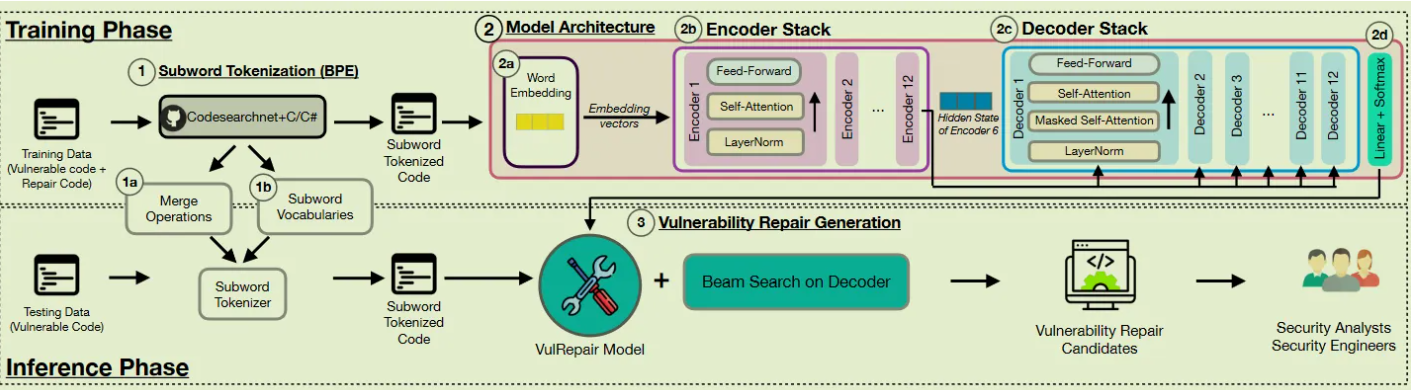 Training Phase
1 Subword Tokenization (BPE)
Codesearchnet+C/C#
Training Data
(Vulnerable code +
Repair Code)
1a
Merge
Operations
1b
Subword
Vocabularies
Subword
Tokenized
Code
2 Model Architecture
2a
Word
Embedding
Embedding
vectors
2b Encoder Stack
Encoder 1
Feed-Forward
Self-Attention
LayerNorm
Encoder 2
...
Encoder 12
Hidden State
of Encoder 6
2c Decoder Stack
Decoder 1
Feed-Forward
Self-Attention
Masked Self-Attention
LayerNorm
Decoder 2
Decoder 3
...
Decoder 11
Decoder 12
2d
Linear + Softmax
Testing Data
(Vulnerable Code)
Subword
Tokenizer
Subword
Tokenized
Code
3 Vulnerability Repair Generation
VulRepair Model
+
Beam Search on Decoder
</>
Vulnerability Repair
Candidates
Security Analysts
Security Engineers
Inference Phase